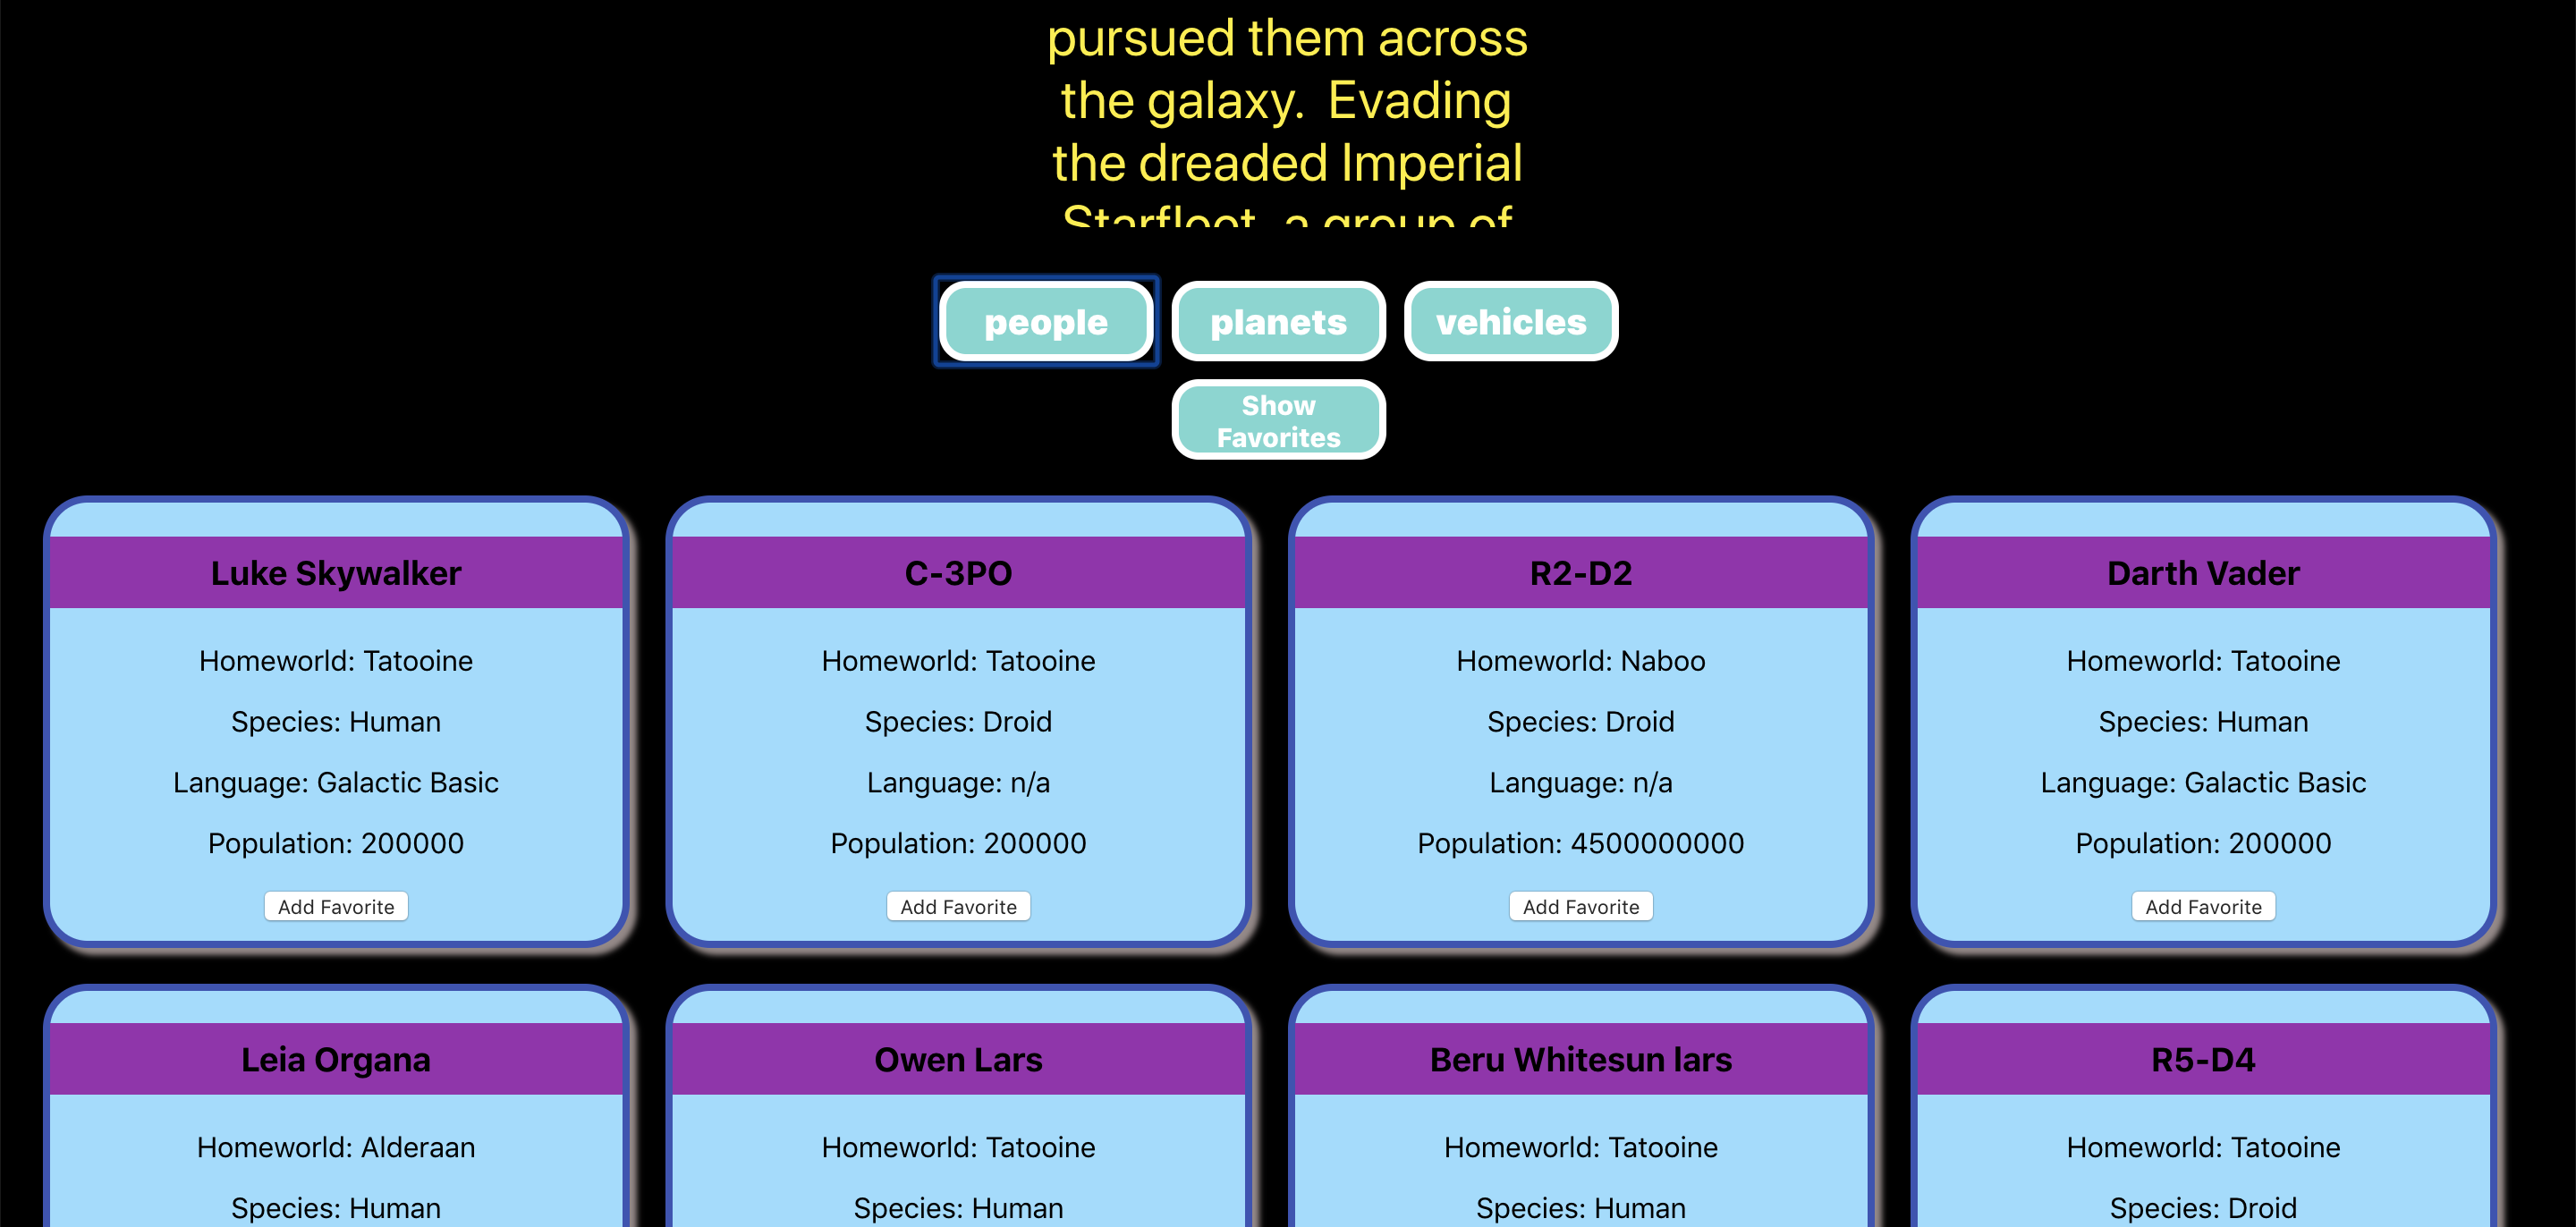 pursued them across
the galaxy.  Evading
the dreaded Imperial
Starfleet, a group of
people planets vehicles
Show
Favorites
Luke Skywalker
Homeworld: Tatooine
Species: Human
Language: Galactic Basic
Population: 200000
Add Favorite
C-3PO
Homeworld: Tatooine
Species: Droid
Language: n/a
Population: 200000
Add Favorite
R2-D2
Homeworld: Naboo
Species: Droid
Language: n/a
Population: 4500000000
Add Favorite
Darth Vader
Homeworld: Tatooine
Species: Human
Language: Galactic Basic
Population: 200000
Add Favorite
Leia Organa
Homeworld: Alderaan
Species: Human
Owen Lars
Homeworld: Tatooine
Species: Human
Beru Whitesun lars
Homeworld: Tatooine
Species: Human
R5-D4
Homeworld: Tatooine
Species: Droid